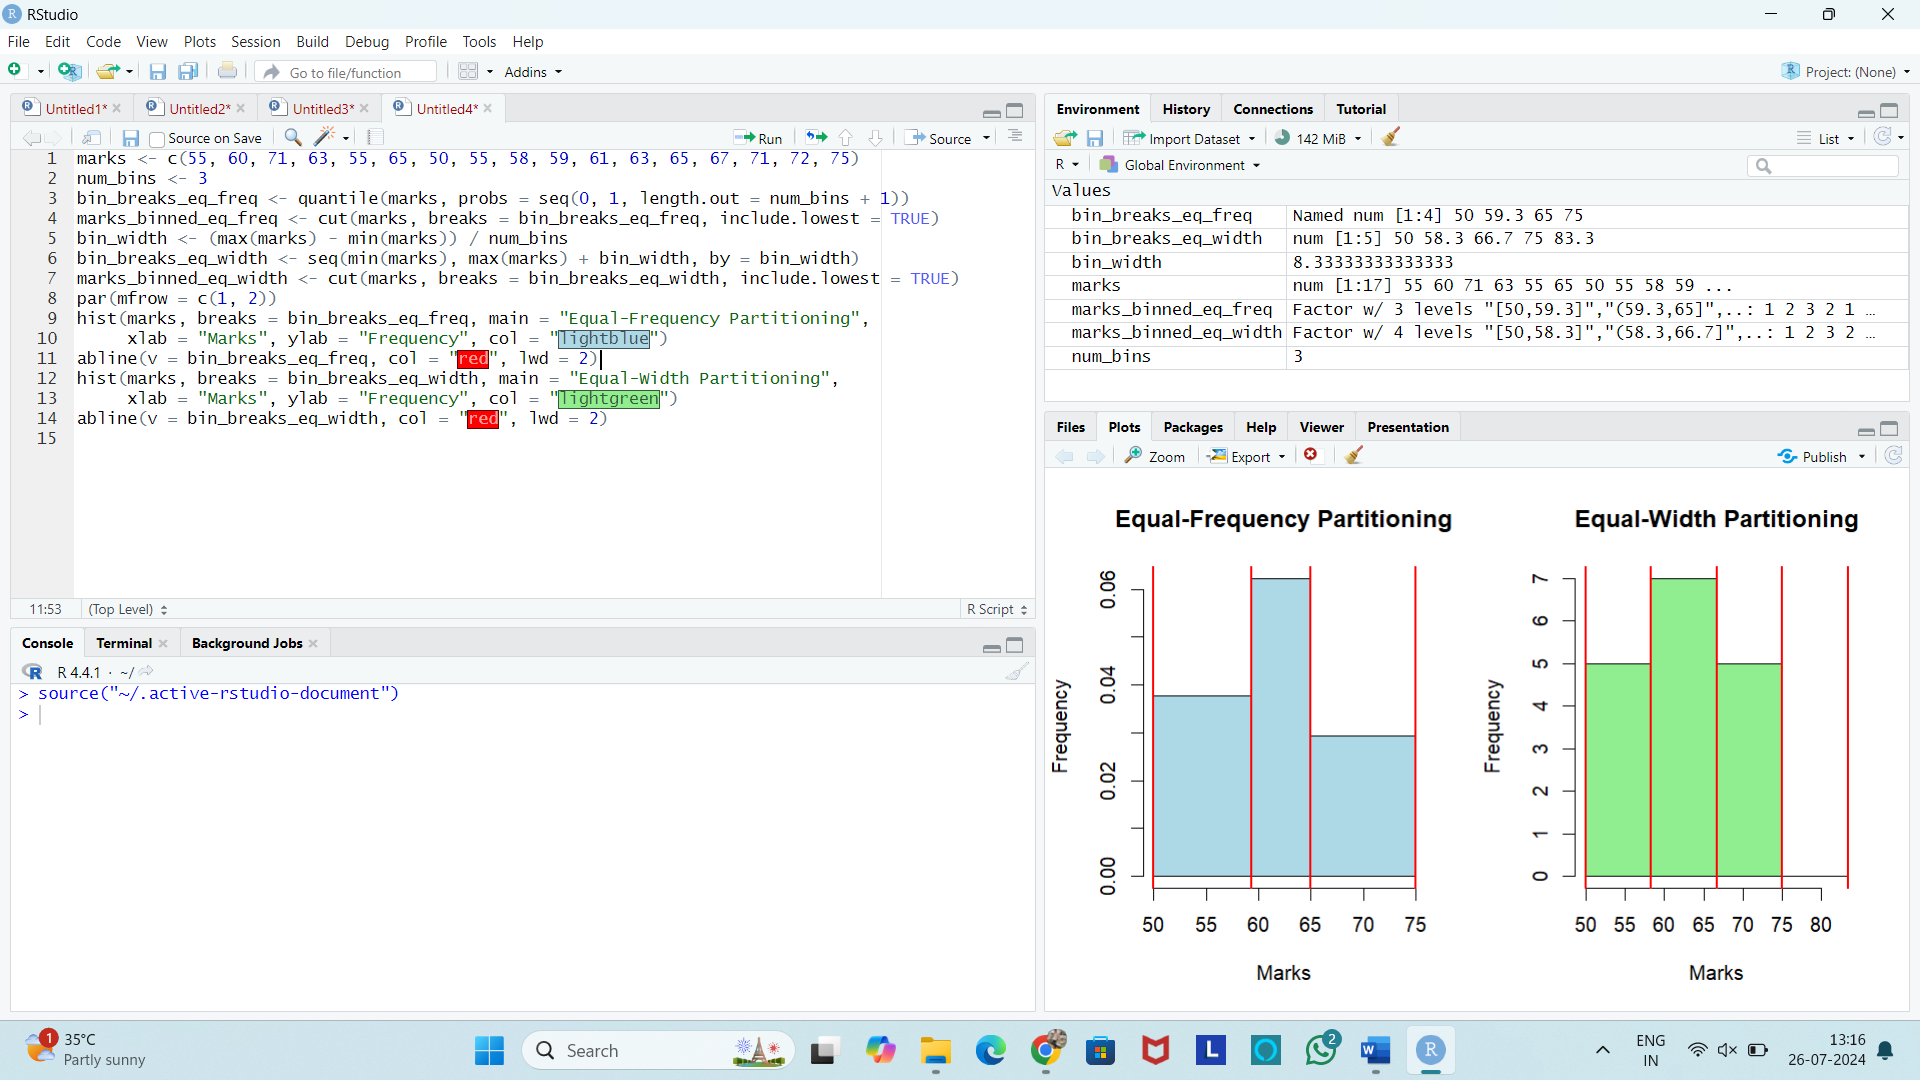 RStudio
File Edit Code View Plots Session Build Debug Profile Tools Help
Go to file/function Addins Project: (None)
Untitled1* Untitled2* Untitled3* Untitled4*
Source on Save Run Source
1 marks <- c(55, 60, 71, 63, 55, 65, 50, 55, 58, 59, 61, 63, 65, 67, 71, 72, 75)
2 num_bins <- 3
3 bin_breaks_eq_freq <- quantile(marks, probs = seq(0, 1, length.out = num_bins + 1))
4 marks_binned_eq_freq <- cut(marks, breaks = bin_breaks_eq_freq, include.lowest = TRUE)
5 bin_width <- (max(marks) - min(marks)) / num_bins
6 bin_breaks_eq_width <- seq(min(marks), max(marks) + bin_width, by = bin_width)
7 marks_binned_eq_width <- cut(marks, breaks = bin_breaks_eq_width, include.lowest = TRUE)
8 par(mfrow = c(1, 2))
9 hist(marks, breaks = bin_breaks_eq_freq, main = "Equal-Frequency Partitioning",
10 xlab = "Marks", ylab = "Frequency", col = "lightblue")
11 abline(v = bin_breaks_eq_freq, col = "red", lwd = 2)
12 hist(marks, breaks = bin_breaks_eq_width, main = "Equal-Width Partitioning",
13 xlab = "Marks", ylab = "Frequency", col = "lightgreen")
14 abline(v = bin_breaks_eq_width, col = "red", lwd = 2)
15
11:53 (Top Level) R Script
Console Terminal Background Jobs
R 4.4.1 · ~/
> source("~/.active-rstudio-document")
>
Environment History Connections Tutorial
Import Dataset 142 MiB List
R Global Environment
Values
bin_breaks_eq_freq Named num [1:4] 50 59.3 65 75
bin_breaks_eq_width num [1:5] 50 58.3 66.7 75 83.3
bin_width 8.33333333333333
marks num [1:17] 55 60 71 63 55 65 50 55 58 59 ...
marks_binned_eq_freq Factor w/ 3 levels "[50,59.3]","(59.3,65]",..: 1 2 3 2 1 …
marks_binned_eq_width Factor w/ 4 levels "[50,58.3]","(58.3,66.7]",..: 1 2 3 2 …
num_bins 3
Files Plots Packages Help Viewer Presentation
Zoom Export Publish
Equal-Frequency Partitioning
Frequency
0.06
0.04
0.02
0.00
50 55 60 65 70 75
Marks
Equal-Width Partitioning
Frequency
7
6
5
4
3
2
1
0
50 55 60 65 70 75 80
Marks
1 35°C
Partly sunny
Search
L
2
W
R
ENG
IN
13:16
26-07-2024